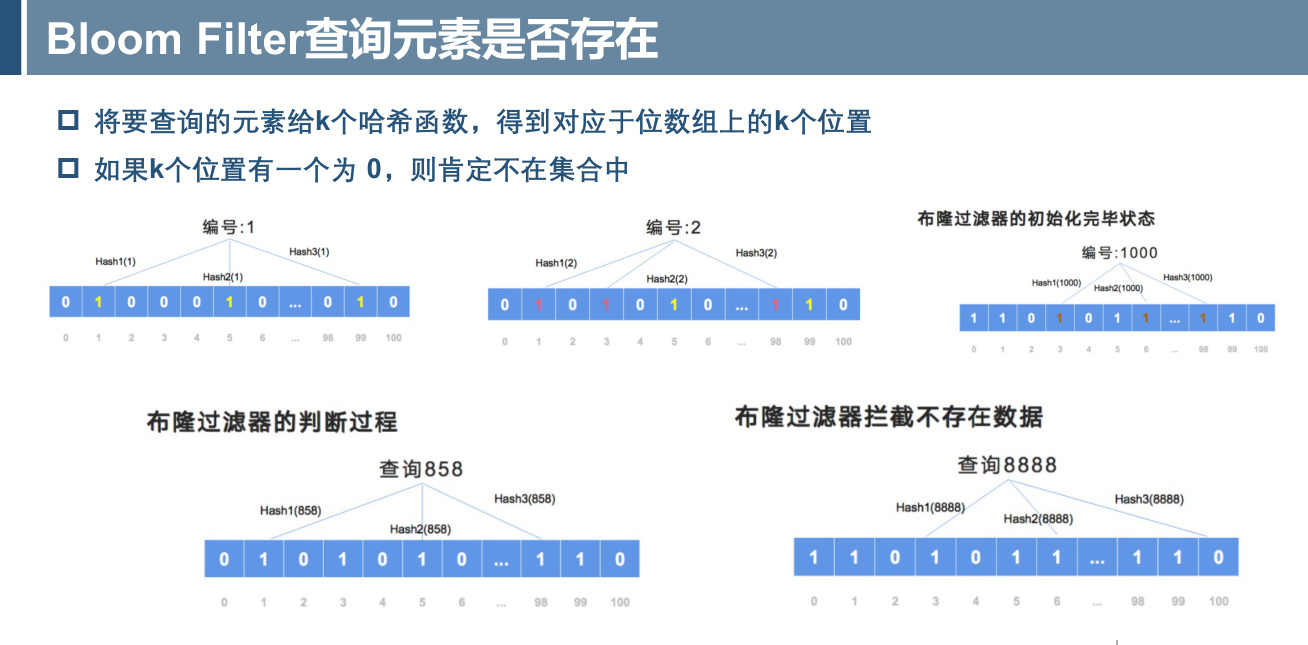 Bloom Filter查询元素是否存在
将要查询的元素给k个哈希函数，得到对应于位数组上的k个位置
如果k个位置有一个为 0，则肯定不在集合中
编号:1
Hash1(1)
Hash2(1)
Hash3(1)
0 1 0 0 0 1 0 ... 0 1 0
0 1 2 3 4 5 6 ... 98 99 100
编号:2
Hash1(2)
Hash2(2)
Hash3(2)
0 1 0 1 0 1 0 ... 1 1 0
0 1 2 3 4 5 6 ... 98 99 100
布隆过滤器的初始化完毕状态
编号:1000
Hash1(1000)
Hash2(1000)
Hash3(1000)
1 1 0 1 0 1 1 ... 1 1 0
0 1 2 3 4 5 6 ... 98 99 100
布隆过滤器的判断过程
查询858
Hash1(858)
Hash2(858)
Hash3(858)
0 1 0 1 0 1 0 ... 1 1 0
0 1 2 3 4 5 6 ... 98 99 100
布隆过滤器拦截不存在数据
查询8888
Hash1(8888)
Hash2(8888)
Hash3(8888)
1 1 0 1 0 1 1 ... 1 1 0
0 1 2 3 4 5 6 ... 98 99 100